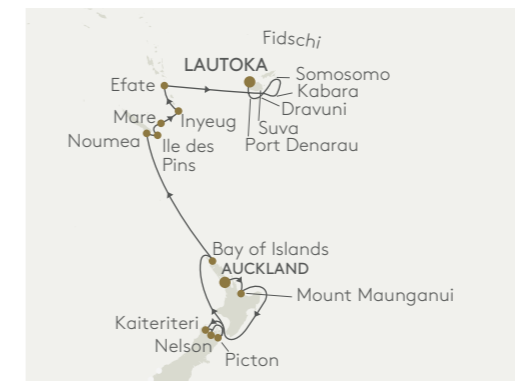 Fidschi
LAUTOKA
Somosomo
Efate
Kabara
Dravuni
Mare
Inyeug
Suva
Noumea
Ile des
Pins
Port Denarau
Bay of Islands
AUCKLAND
Mount Maunganui
Kaiteriteri
Nelson
Picton